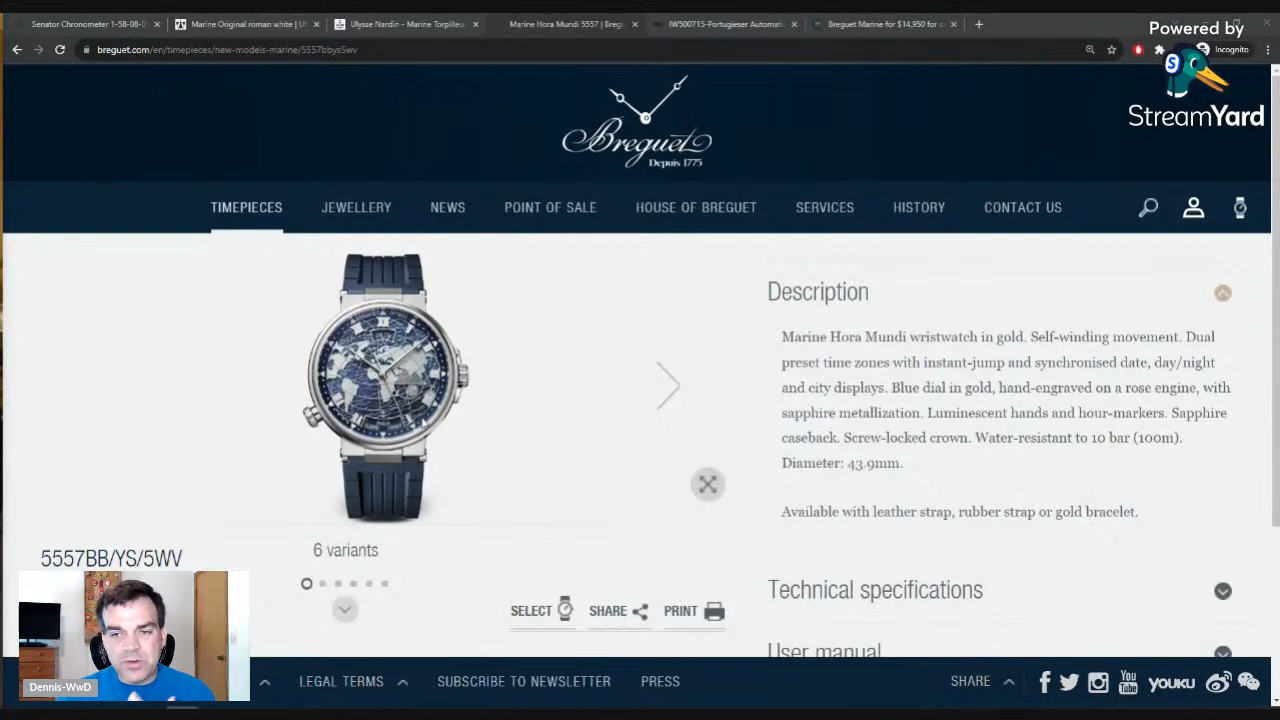 Senator Chronometer 1-58-08-0
Marine Original roman white | U
Ulysse Nardin - Marine Torpilleu
Marine Hora Mundi 5557 | Breg
IW500715-Portugieser Automati
Breguet Marine for $14,950 for s
Powered by
StreamYard
breguet.com/en/timepieces/new-models-marine/5557bbys5wv
Incognito
Breguet
Depuis 1775
TIMEPIECES
JEWELLERY
NEWS
POINT OF SALE
HOUSE OF BREGUET
SERVICES
HISTORY
CONTACT US
Description
Marine Hora Mundi wristwatch in gold. Self-winding movement. Dual
preset time zones with instant-jump and synchronised date, day/night
and city displays. Blue dial in gold, hand-engraved on a rose engine, with
sapphire metallization. Luminescent hands and hour-markers. Sapphire
caseback. Screw-locked crown. Water-resistant to 10 bar (100m).
Diameter: 43.9mm.
Available with leather strap, rubber strap or gold bracelet.
5557BB/YS/5WV
6 variants
SELECT
SHARE
PRINT
Technical specifications
User manual
Dennis-WwD
LEGAL TERMS
SUBSCRIBE TO NEWSLETTER
PRESS
SHARE
You
Tube
YOUKU